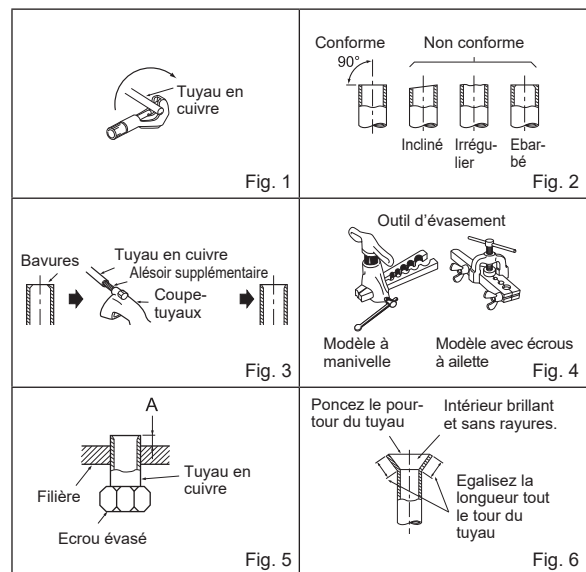 Tuyau en
cuivre
Fig. 1
Conforme
Non conforme
90°
Incliné
Irrégu-
lier
Ebar-
bé
Fig. 2
Bavures
Tuyau en cuivre
Alésoir supplémentaire
Coupe-
tuyaux
Fig. 3
Outil d’évasement
Modèle à
manivelle
Modèle avec écrous
à ailette
Fig. 4
A
Filière
Tuyau en
cuivre
Ecrou évasé
Fig. 5
Poncez le pour-
tour du tuyau
Intérieur brillant
et sans rayures.
Egalisez la
longueur tout
le tour du
tuyau
Fig. 6